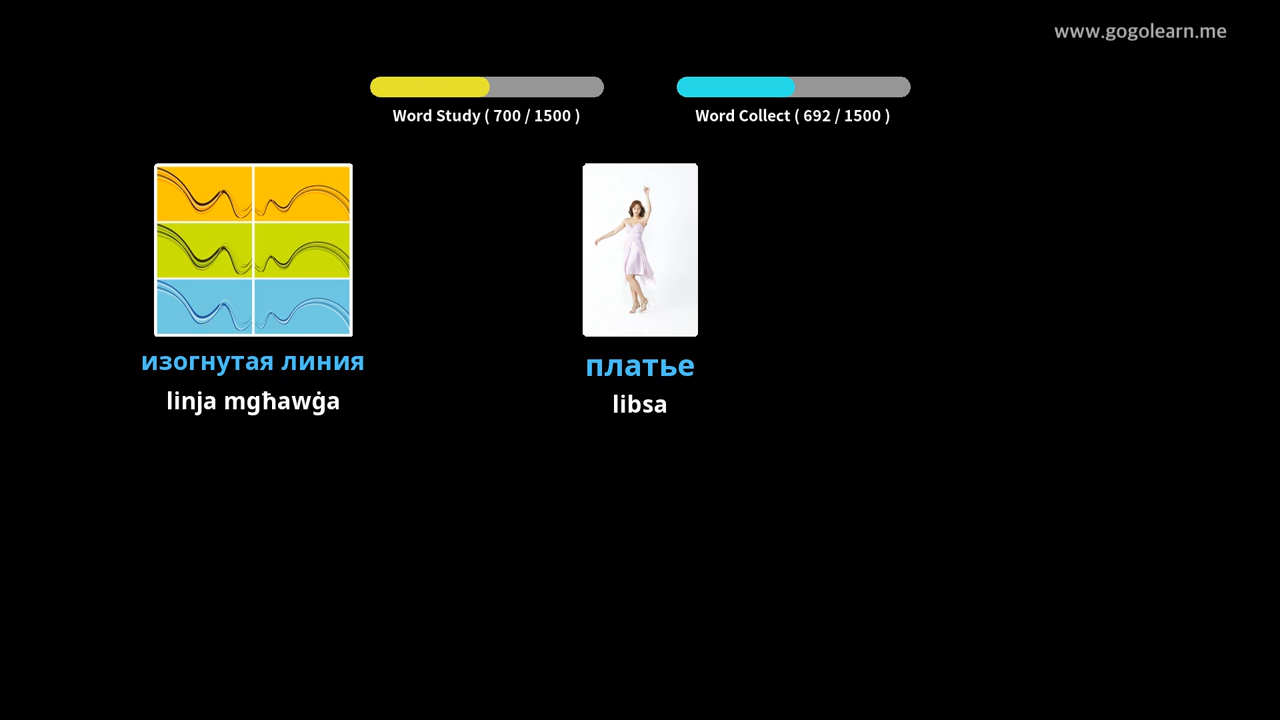 www.gogolearn.me
Word Study ( 700 / 1500 )
Word Collect ( 692 / 1500 )
изогнутая линия
linja mgħawġa
платье
libsa